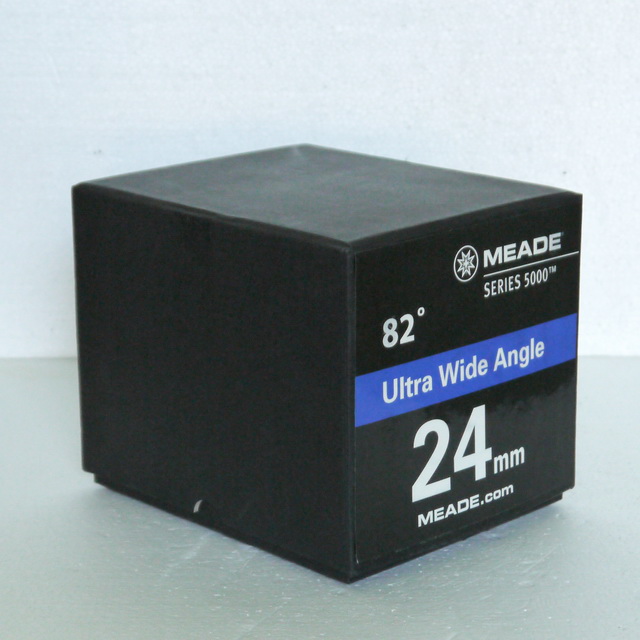 MEADE®
SERIES 5000™
82°
Ultra Wide Angle
24mm
MEADE.com